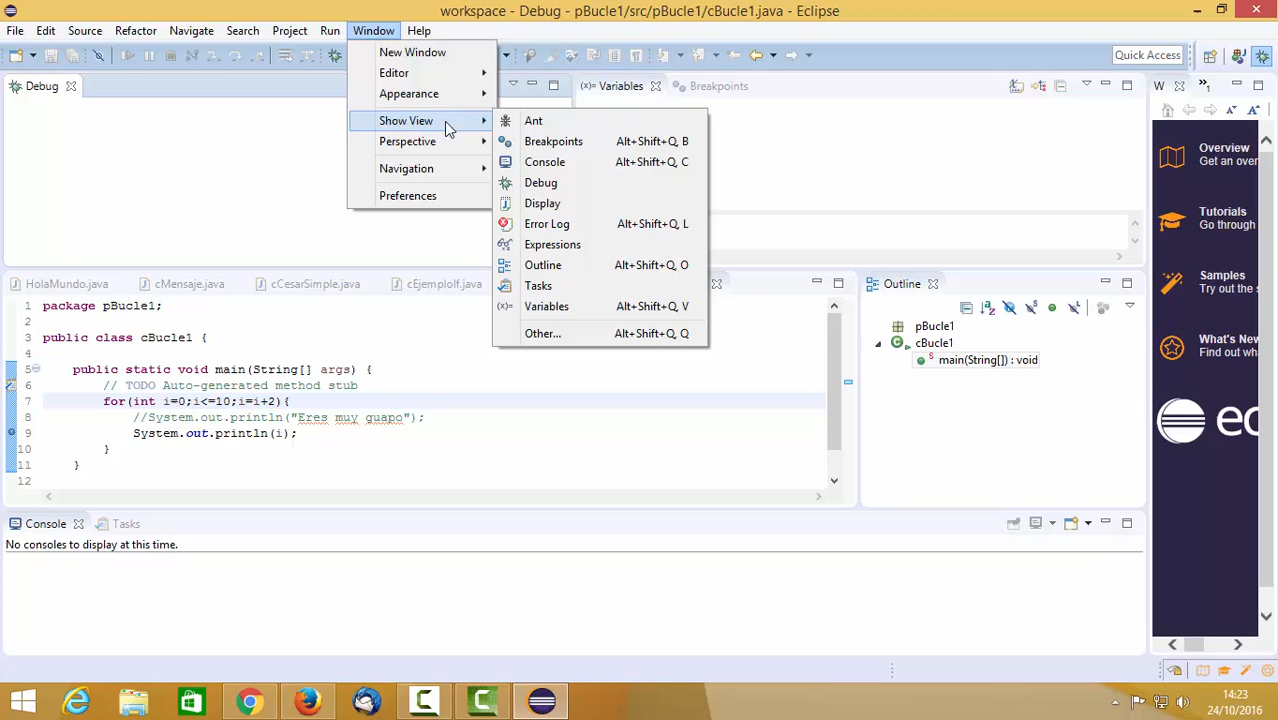 workspace - Debug - pBucle1/src/pBucle1/cBucle1.java - Eclipse
File Edit Source Refactor Navigate Search Project Run Window Help
Quick Access
New Window
Editor
Appearance
Show View
Perspective
Navigation
Preferences
Ant
Breakpoints Alt+Shift+Q, B
Console Alt+Shift+Q, C
Debug
Display
Error Log Alt+Shift+Q, L
Expressions
Outline Alt+Shift+Q, O
Tasks
Variables Alt+Shift+Q, V
Other... Alt+Shift+Q, Q
Debug
(x)= Variables Breakpoints
W
Overview
Get an over
Tutorials
Go through
Samples
Try out the s
What's New
Find out what
ec
HolaMundo.java cMensaje.java cCesarSimple.java cEjemploIf.java
1 package pBucle1;
2
3 public class cBucle1 {
4
5 public static void main(String[] args) {
6 // TODO Auto-generated method stub
7 for(int i=0;i<=10;i=i+2){
8 //System.out.println("Eres muy guapo");
9 System.out.println(i);
10 }
11 }
12
Outline
pBucle1
cBucle1
main(String[]) : void
Console Tasks
No consoles to display at this time.
14:23
24/10/2016